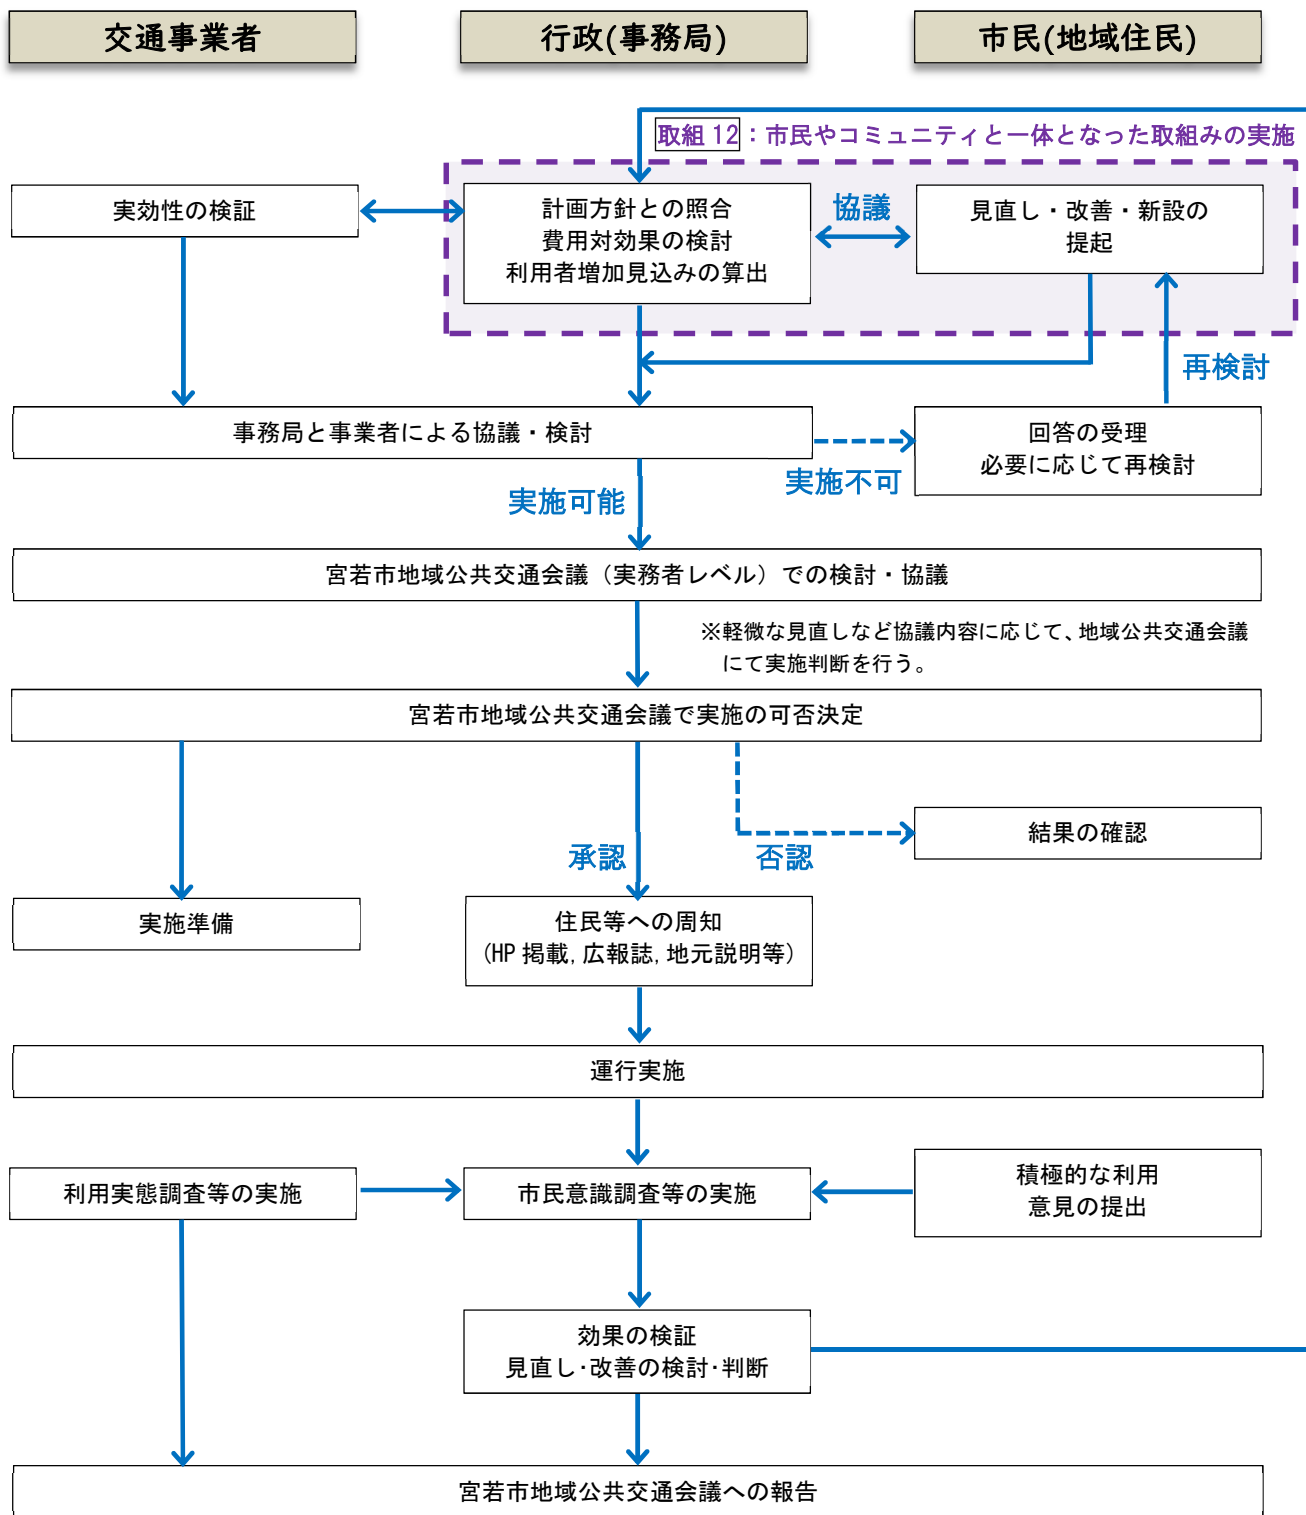 交通事業者
行政(事務局)
市民(地域住民)
取組 12：市民やコミュニティと一体となった取組みの実施
実効性の検証
計画方針との照合
費用対効果の検討
利用者増加見込みの算出
協議
見直し・改善・新設の
提起
再検討
事務局と事業者による協議・検討
実施不可
回答の受理
必要に応じて再検討
実施可能
宮若市地域公共交通会議（実務者レベル）での検討・協議
※軽微な見直しなど協議内容に応じて、地域公共交通会議
にて実施判断を行う。
宮若市地域公共交通会議で実施の可否決定
承認
否認
結果の確認
実施準備
住民等への周知
(HP 掲載, 広報誌, 地元説明等)
運行実施
利用実態調査等の実施
市民意識調査等の実施
積極的な利用
意見の提出
効果の検証
見直し・改善の検討・判断
宮若市地域公共交通会議への報告